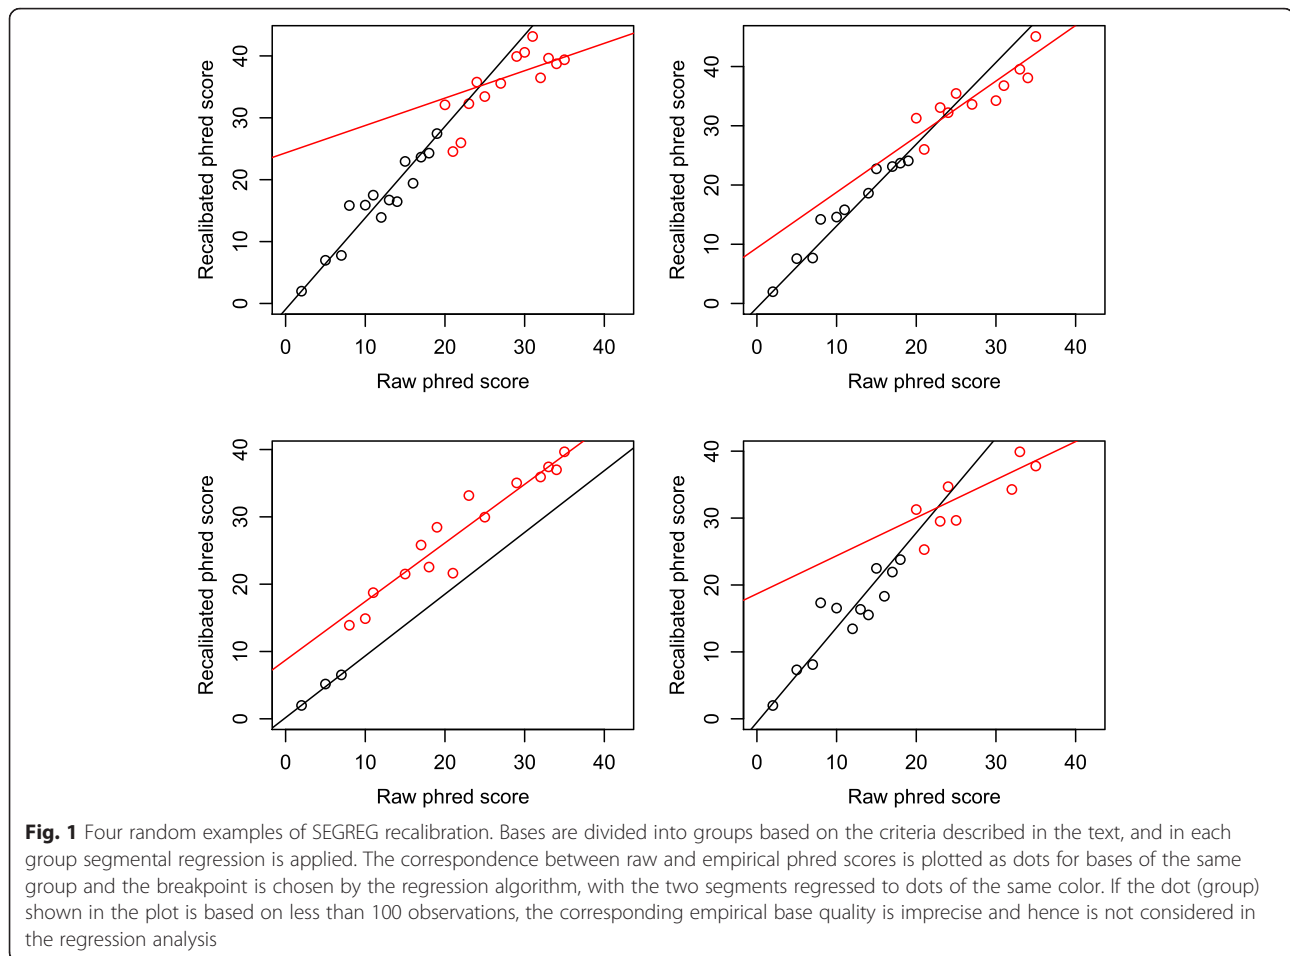 Recalibated phred score
0 10 20 30 40
0 10 20 30 40
Raw phred score
Recalibated phred score
0 10 20 30 40
0 10 20 30 40
Raw phred score
Recalibated phred score
0 10 20 30 40
0 10 20 30 40
Raw phred score
Recalibated phred score
0 10 20 30 40
0 10 20 30 40
Raw phred score
Fig. 1 Four random examples of SEGREG recalibration. Bases are divided into groups based on the criteria described in the text, and in each
group segmental regression is applied. The correspondence between raw and empirical phred scores is plotted as dots for bases of the same
group and the breakpoint is chosen by the regression algorithm, with the two segments regressed to dots of the same color. If the dot (group)
shown in the plot is based on less than 100 observations, the corresponding empirical base quality is imprecise and hence is not considered in
the regression analysis